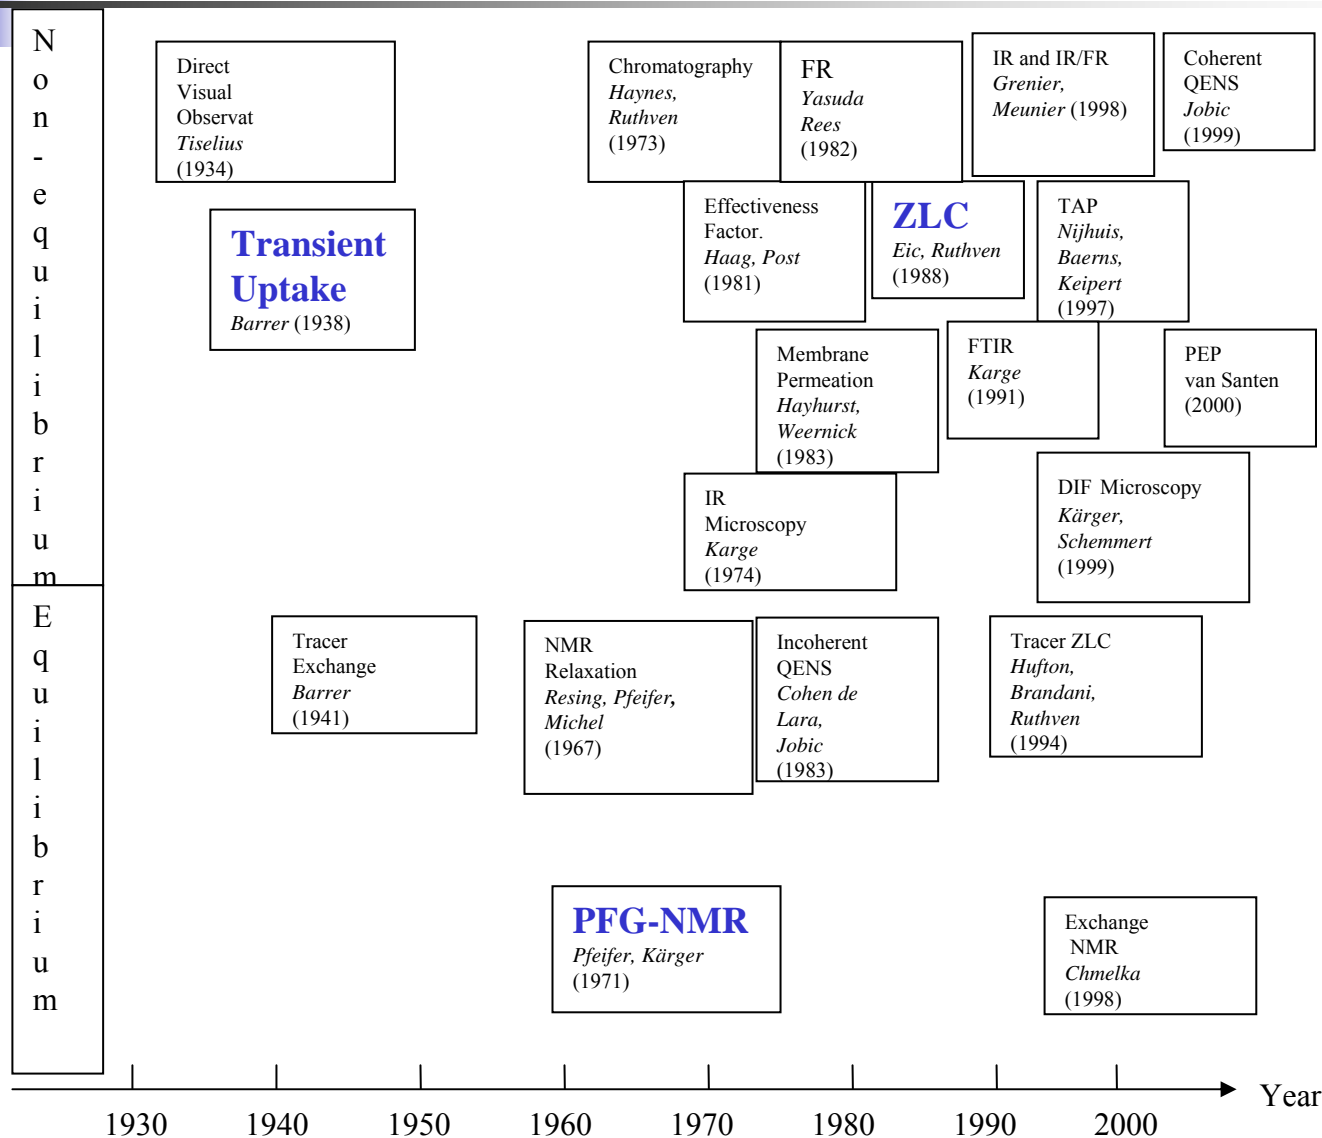 Non-equilibrium
Direct
Visual
Observat
Tiselius
(1934)
Transient
Uptake
Barrer (1938)
Chromatography
Haynes,
Ruthven
(1973)
FR
Yasuda
Rees
(1982)
IR and IR/FR
Grenier,
Meunier (1998)
Coherent
QENS
Jobic
(1999)
Effectiveness
Factor.
Haag, Post
(1981)
ZLC
Eic, Ruthven
(1988)
TAP
Nijhuis,
Baerns,
Keipert
(1997)
Membrane
Permeation
Hayhurst,
Weernick
(1983)
FTIR
Karge
(1991)
PEP
van Santen
(2000)
IR
Microscopy
Karge
(1974)
DIF Microscopy
Kärger,
Schemmert
(1999)
Equilibrium
Tracer
Exchange
Barrer
(1941)
NMR
Relaxation
Resing, Pfeifer,
Michel
(1967)
Incoherent
QENS
Cohen de
Lara,
Jobic
(1983)
Tracer ZLC
Hufton,
Brandani,
Ruthven
(1994)
PFG-NMR
Pfeifer, Kärger
(1971)
Exchange
NMR
Chmelka
(1998)
Year
1930 1940 1950 1960 1970 1980 1990 2000